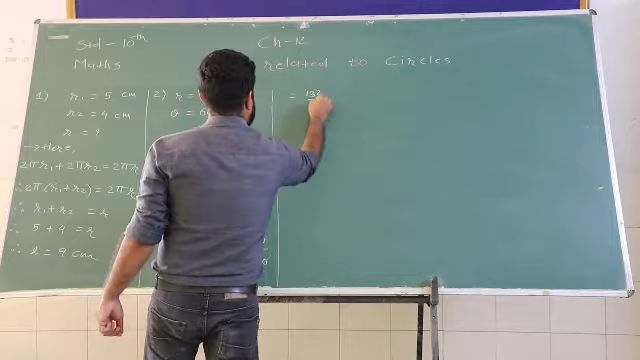 Std - 10th
Ch-12
Maths
related to Circles
1) r1 = 5 cm
r2 = 4 cm
r = ?
→ Here,
2πr1 + 2πr2 = 2πr
∴ 2π(r1+r2) = 2πr
∴ r1 + r2 = r
∴ 5 + 4 = r
∴ r = 9 cm
2) r =
θ = 6
= 132